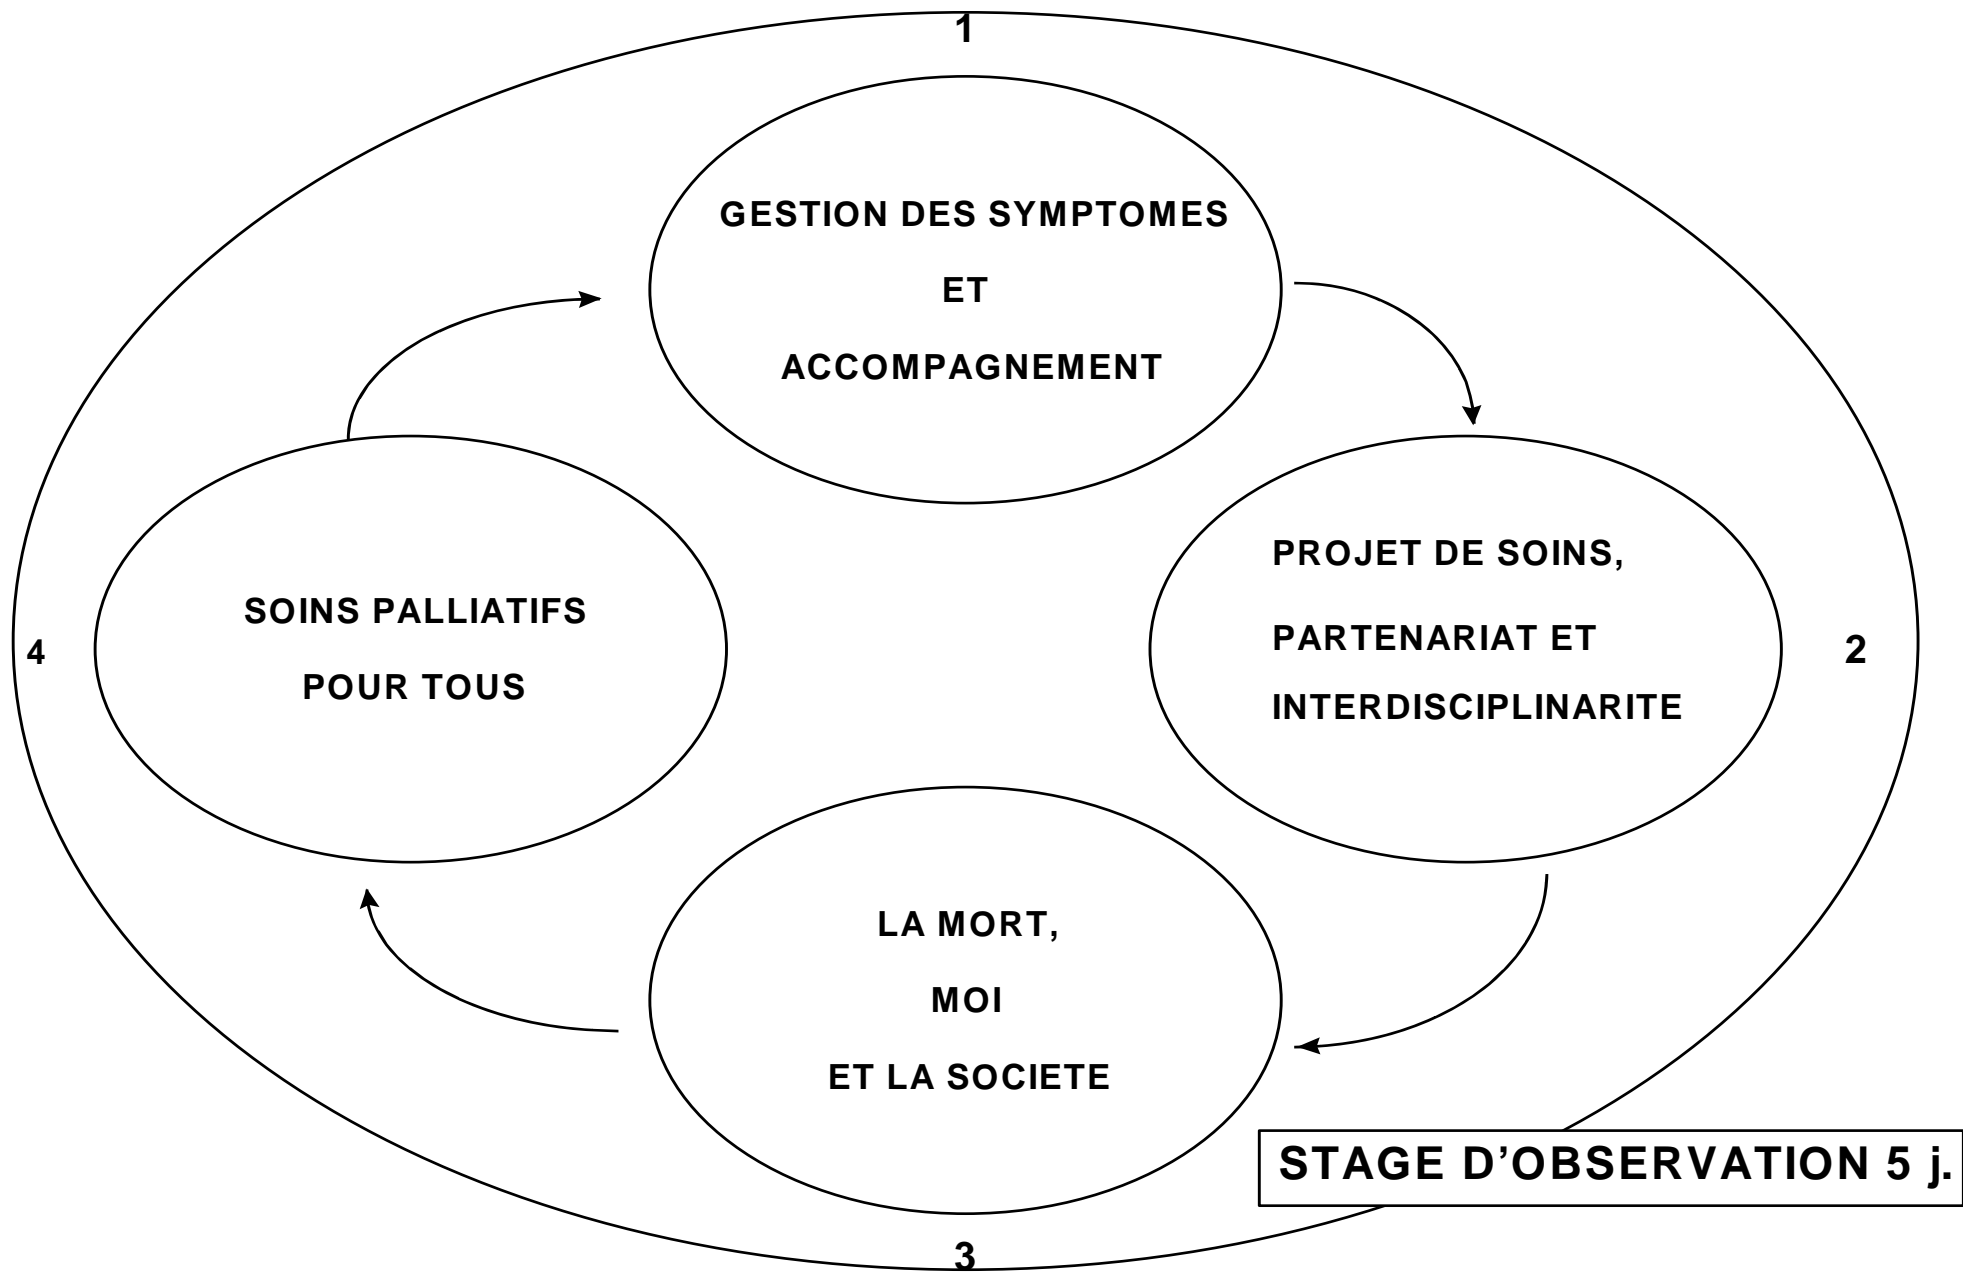 1
GESTION DES SYMPTOMES
ET
ACCOMPAGNEMENT
PROJET DE SOINS,
PARTENARIAT ET
INTERDISCIPLINARITE
2
SOINS PALLIATIFS
POUR TOUS
4
LA MORT,
MOI
ET LA SOCIETE
STAGE D’OBSERVATION 5 j.
3